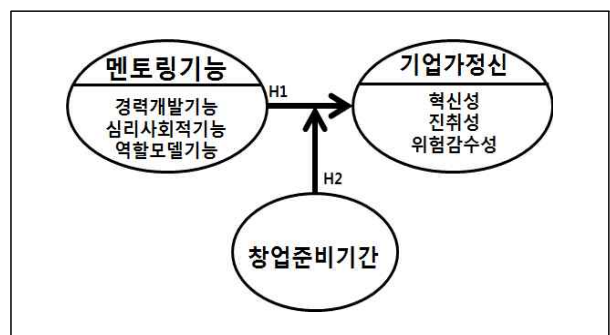 멘토링기능
경력개발기능
심리사회적기능
역할모델기능
H1
기업가정신
혁신성
진취성
위험감수성
H2
창업준비기간